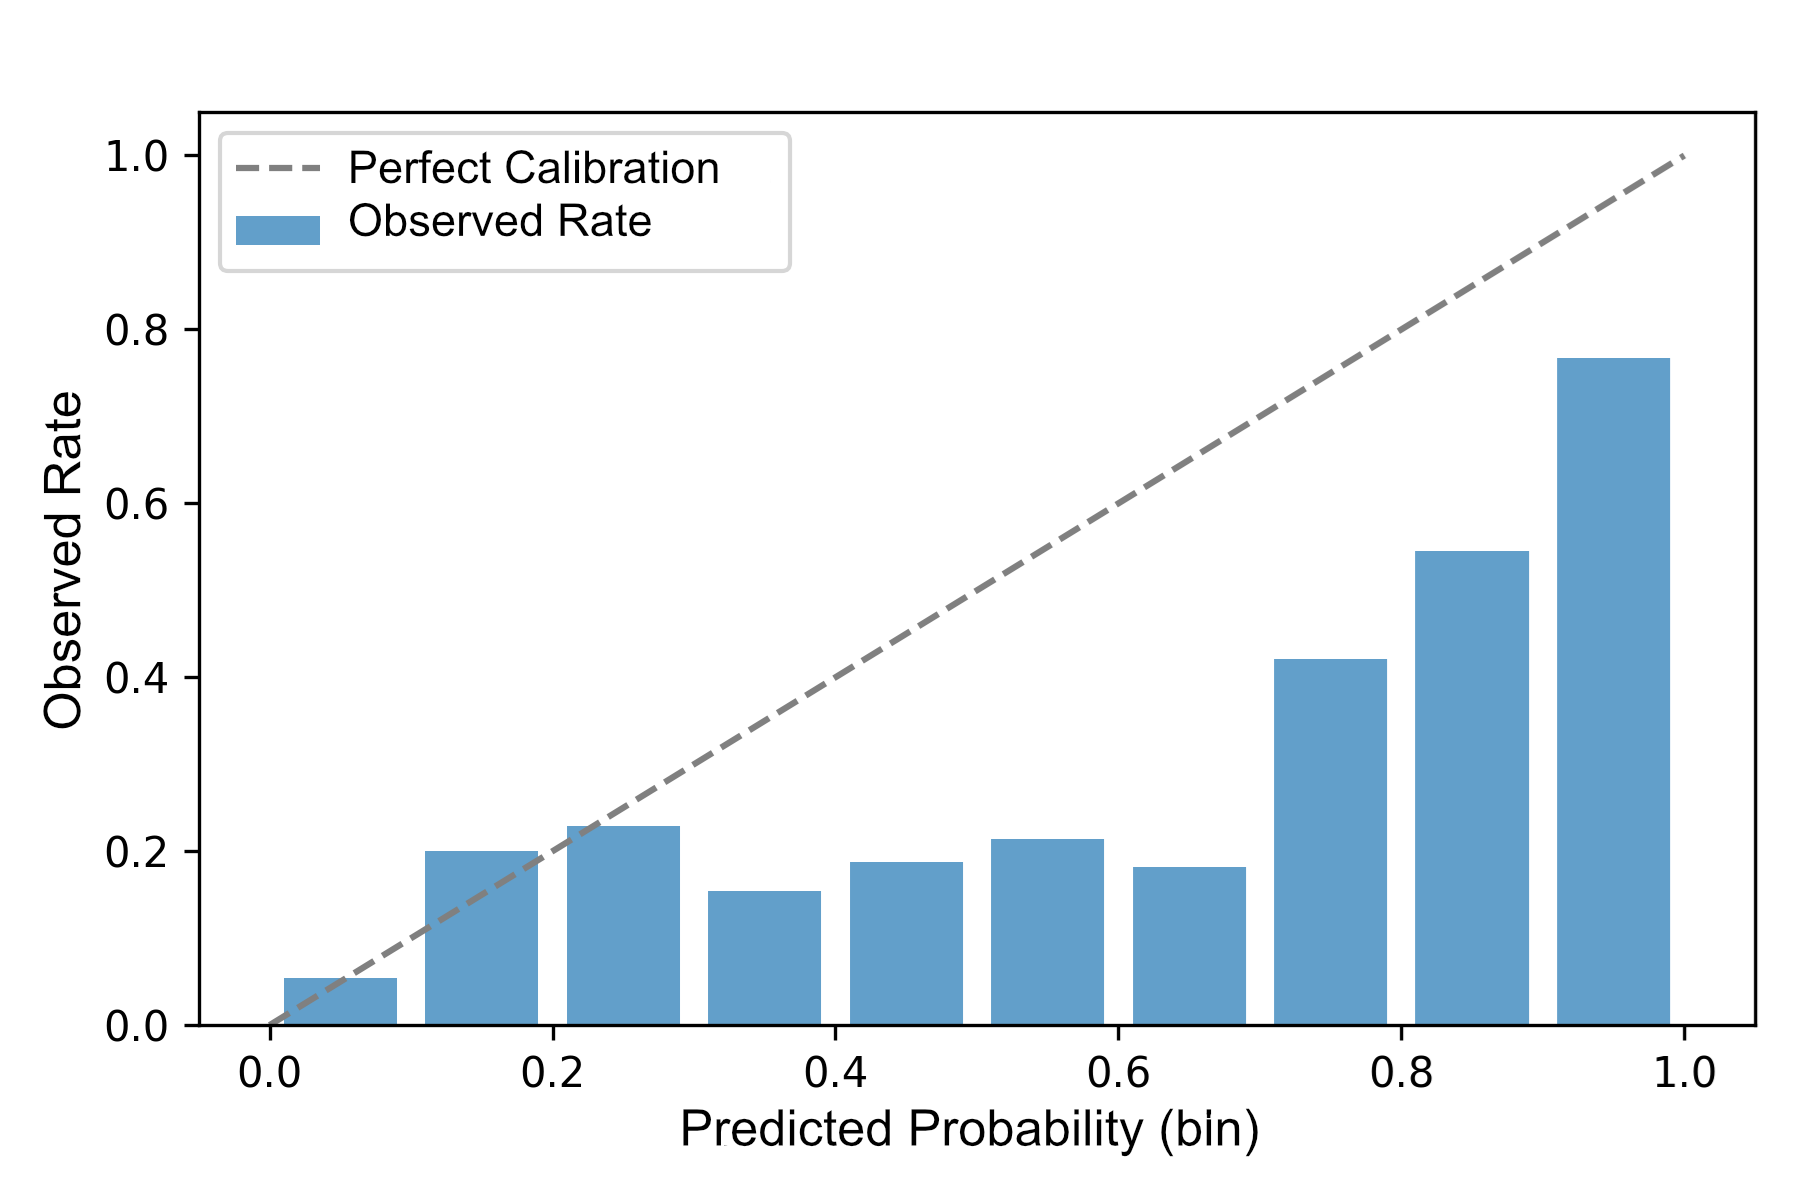 Perfect Calibration
Observed Rate
1.0
0.8
0.6
0.4
0.2
0.0
Observed Rate
0.0 0.2 0.4 0.6 0.8 1.0
Predicted Probability (bin)